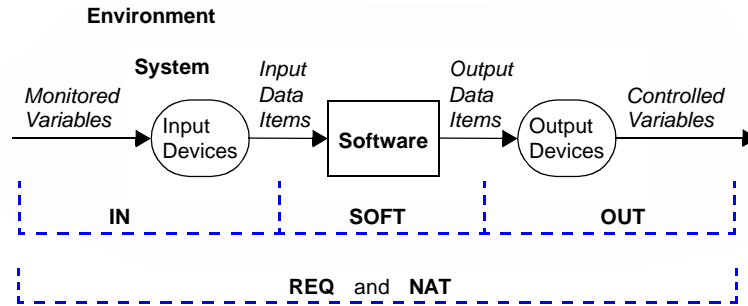 Environment
System
Monitored
Variables
Input
Devices
Input
Data
Items
Software
Output
Data
Items
Output
Devices
Controlled
Variables
IN
SOFT
OUT
REQ and NAT